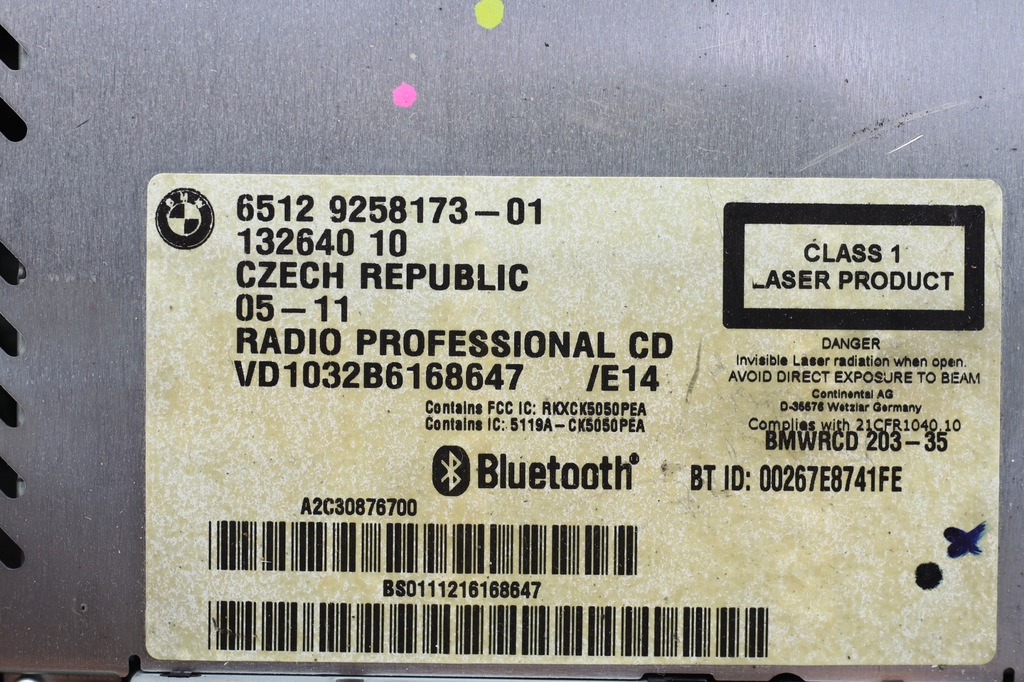 BMW
6512 9258173-01
132640 10
CZECH REPUBLIC
05-11
RADIO PROFESSIONAL CD
VD1032B6168647 /E14
Contains FCC IC: RKXCK5050PEA
Contains IC: 5119A-CK5050PEA
Bluetooth
A2C30876700
BS0111216168647
CLASS 1
LASER PRODUCT
DANGER
Invisible Laser radiation when open.
AVOID DIRECT EXPOSURE TO BEAM
Continental AG
D-35576 Wetzlar Germany
Complies with 21CFR1040.10
BMWRCD 203-35
BT ID: 00267E8741FE